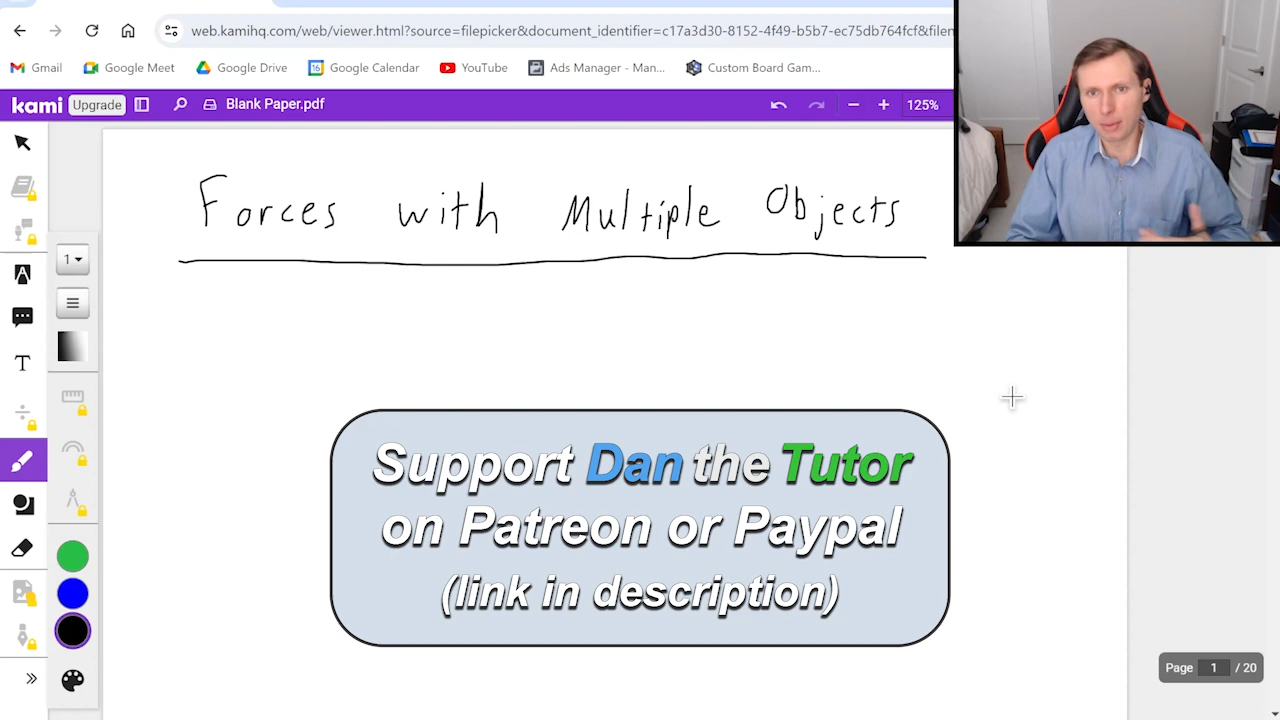 web.kamihq.com/web/viewer.html?source=filepicker&document_identifier=c17a3d30-8152-4f49-b5b7-ec75db764fcf&filen
Gmail
Google Meet
Google Drive
16
Google Calendar
YouTube
Ads Manager - Man...
Custom Board Gam...
kami
Upgrade
Blank Paper.pdf
125%
Forces with Multiple Objects
1
A
T
Support Dan the Tutor
on Patreon or Paypal
(link in description)
Page 1 / 20